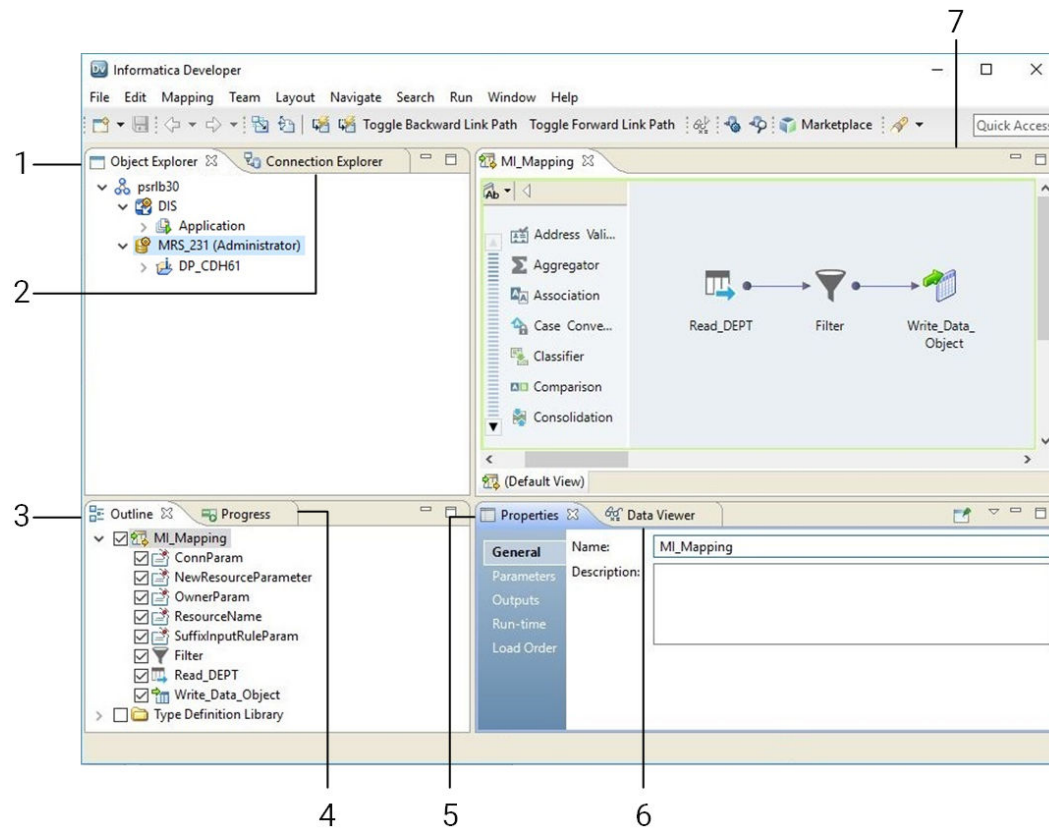 7
Informatica Developer
File Edit Mapping Team Layout Navigate Search Run Window Help
Toggle Backward Link Path Toggle Forward Link Path Marketplace Quick Access
1
Object Explorer Connection Explorer
psrlb30
DIS
Application
MRS_231 (Administrator)
DP_CDH61
2
MI_Mapping
Ab
Address Vali...
Aggregator
Association
Case Conve...
Classifier
Comparison
Consolidation
Read_DEPT Filter Write_Data_
Object
(Default View)
3
Outline Progress
MI_Mapping
ConnParam
NewResourceParameter
OwnerParam
ResourceName
SuffixInputRuleParam
Filter
Read_DEPT
Write_Data_Object
Type Definition Library
Properties Data Viewer
General
Parameters
Outputs
Run-time
Load Order
Name: MI_Mapping
Description:
4 5 6